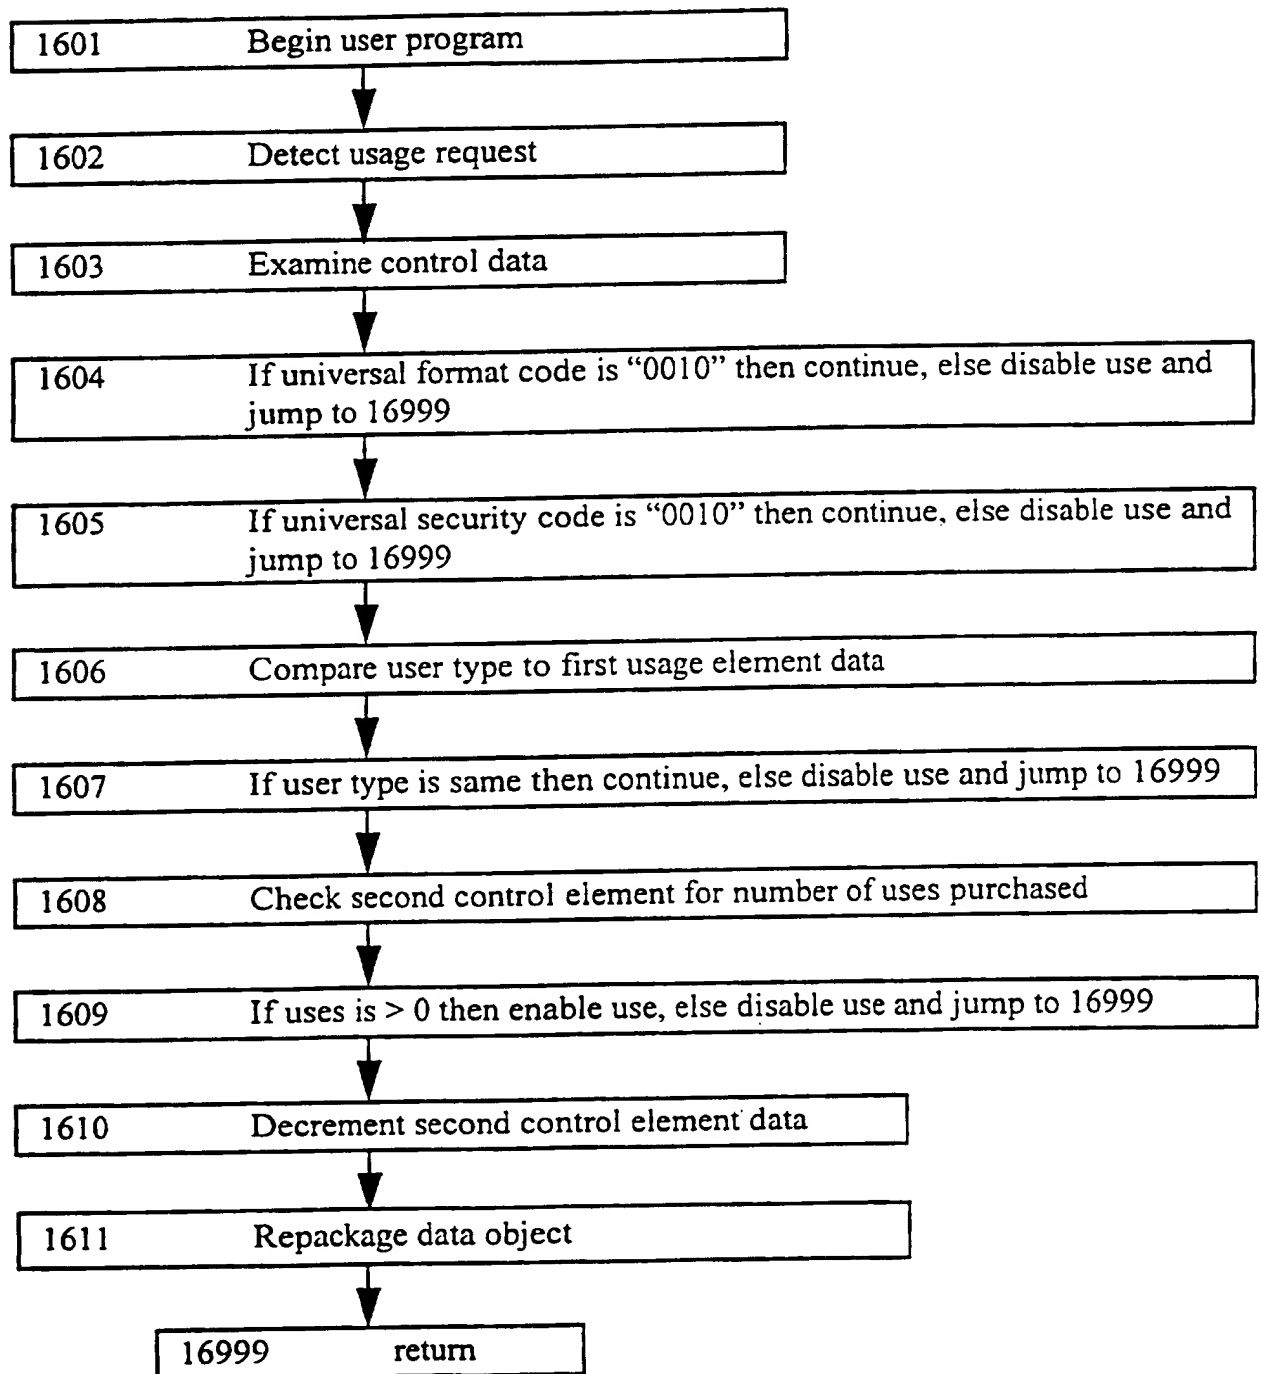 1601 Begin user program
1602 Detect usage request
1603 Examine control data
1604 If universal format code is “0010” then continue, else disable use and
jump to 16999
1605 If universal security code is “0010” then continue, else disable use and
jump to 16999
1606 Compare user type to first usage element data
1607 If user type is same then continue, else disable use and jump to 16999
1608 Check second control element for number of uses purchased
1609 If uses is > 0 then enable use, else disable use and jump to 16999
1610 Decrement second control element data
1611 Repackage data object
16999 return